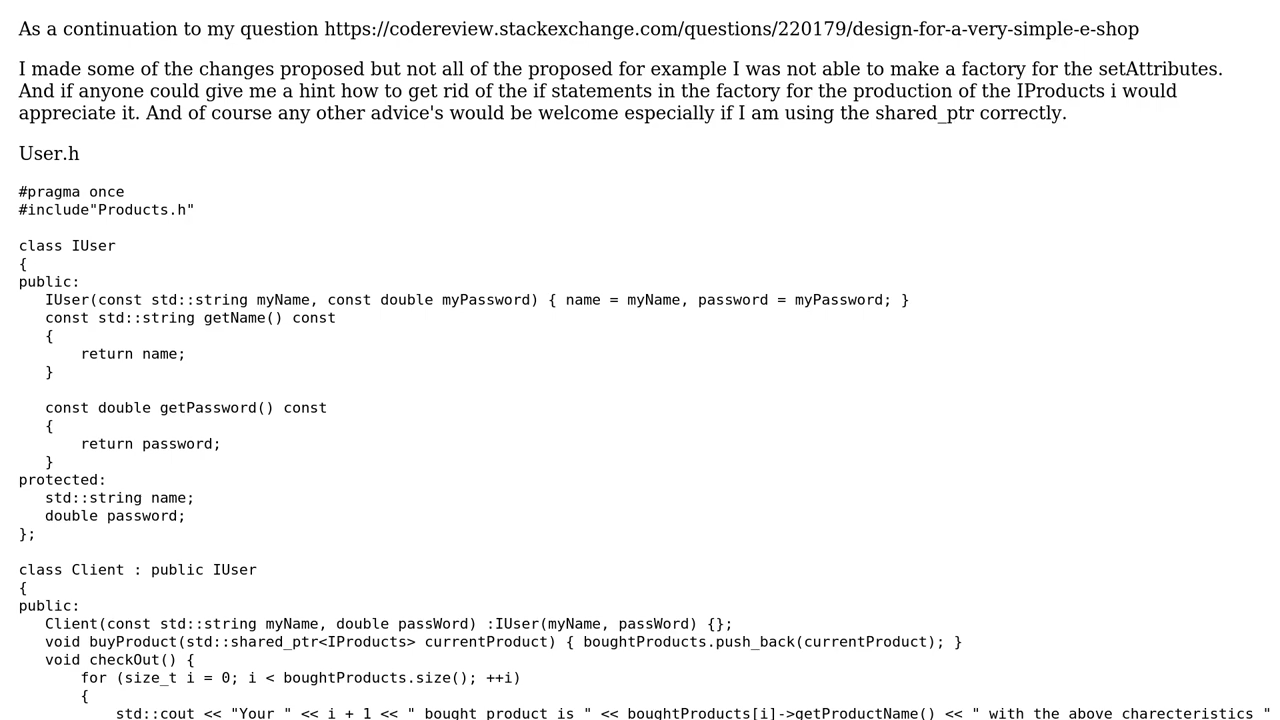 As a continuation to my question https://codereview.stackexchange.com/questions/220179/design-for-a-very-simple-e-shop
I made some of the changes proposed but not all of the proposed for example I was not able to make a factory for the setAttributes.
And if anyone could give me a hint how to get rid of the if statements in the factory for the production of the IProducts i would
appreciate it. And of course any other advice's would be welcome especially if I am using the shared_ptr correctly.
User.h
#pragma once
#include"Products.h"
class IUser
{
public:
   IUser(const std::string myName, const double myPassword) { name = myName, password = myPassword; }
   const std::string getName() const
   {
       return name;
   }
   const double getPassword() const
   {
       return password;
   }
protected:
   std::string name;
   double password;
};
class Client : public IUser
{
public:
   Client(const std::string myName, double passWord) :IUser(myName, passWord) {};
   void buyProduct(std::shared_ptr<IProducts> currentProduct) { boughtProducts.push_back(currentProduct); }
   void checkOut() {
       for (size_t i = 0; i < boughtProducts.size(); ++i)
       {
           std::cout << "Your " << i + 1 << " bought product is " << boughtProducts[i]->getProductName() << " with the above charecteristics "